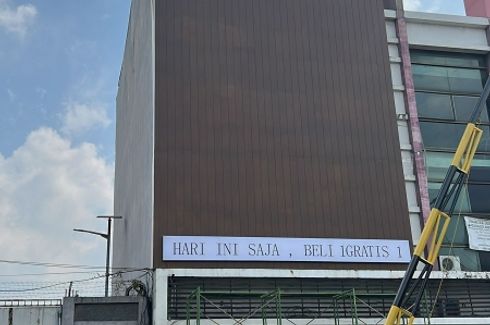 HARI INI SAJA , BELI 1GRATIS 1